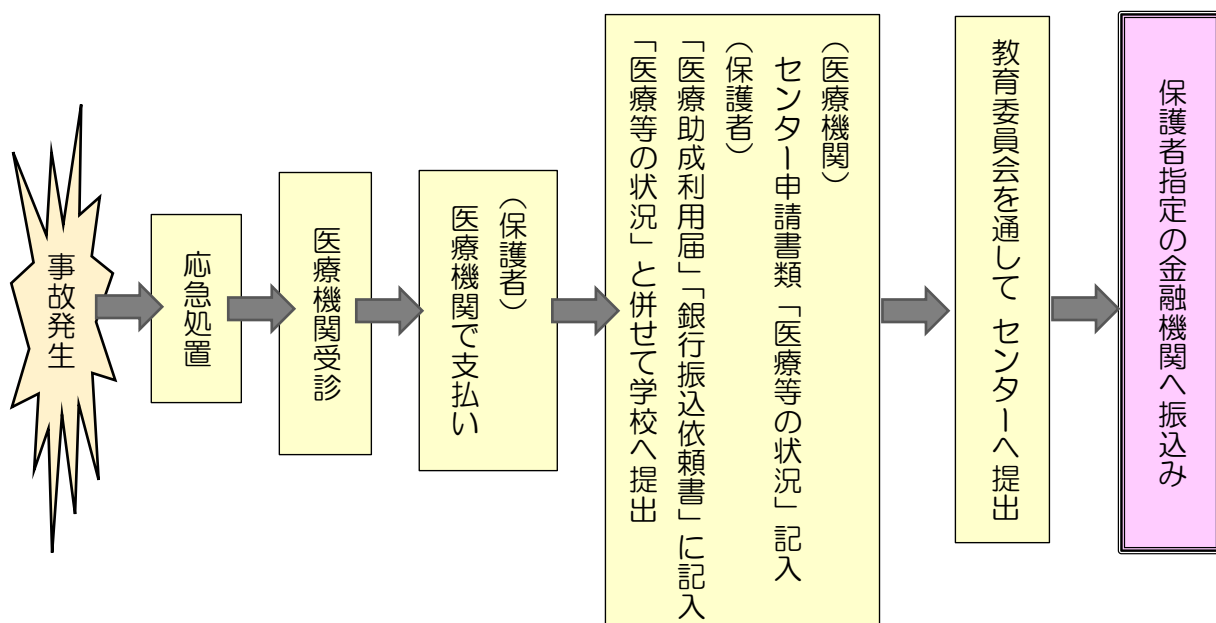 事故発生
応急処置
医療機関受診
（保護者）
医療機関で支払い
（医療機関）
センター申請書類「医療等の状況」記入
（保護者）
「医療助成利用届」「銀行振込依頼書」に記入
「医療等の状況」と併せて学校へ提出
教育委員会を通して センターへ提出
保護者指定の金融機関へ振込み